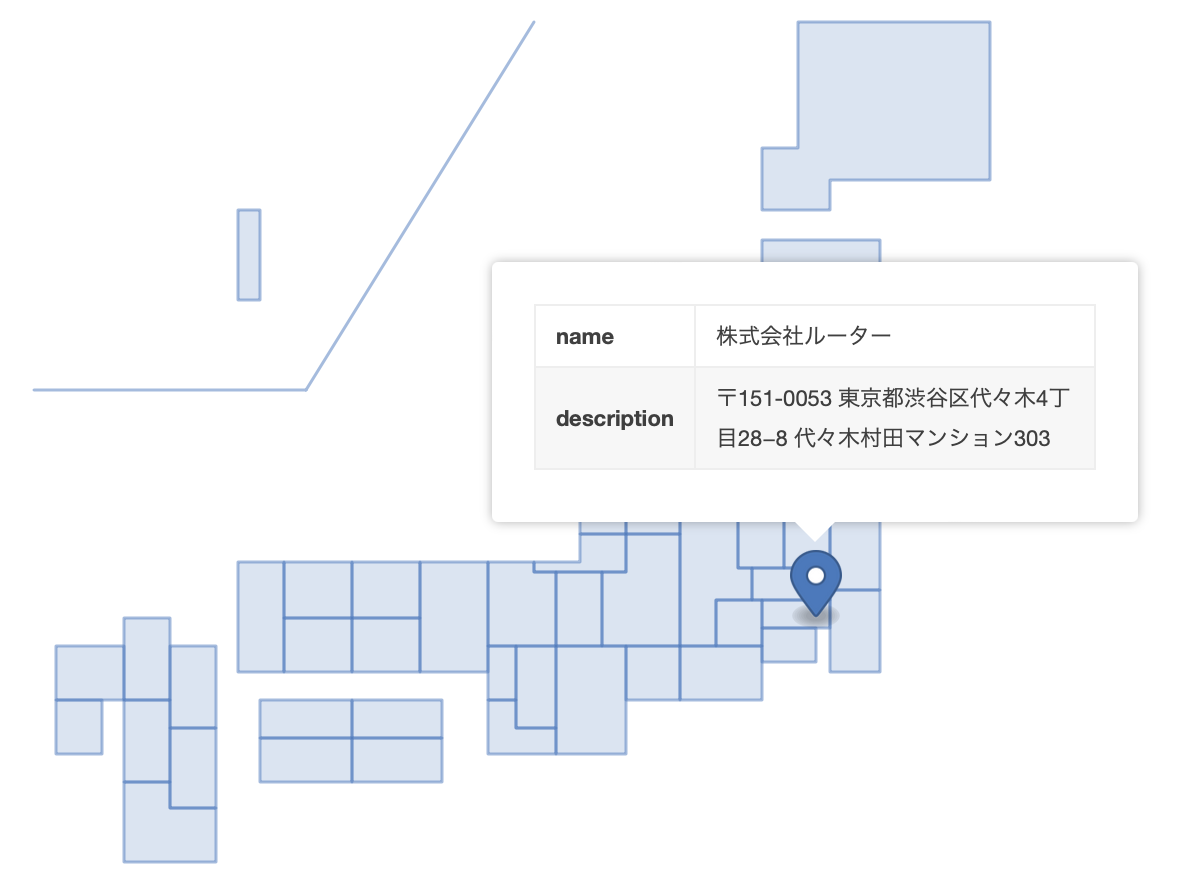 name
株式会社ルーター
description
〒151-0053 東京都渋谷区代々木4丁
目28−8 代々木村田マンション303